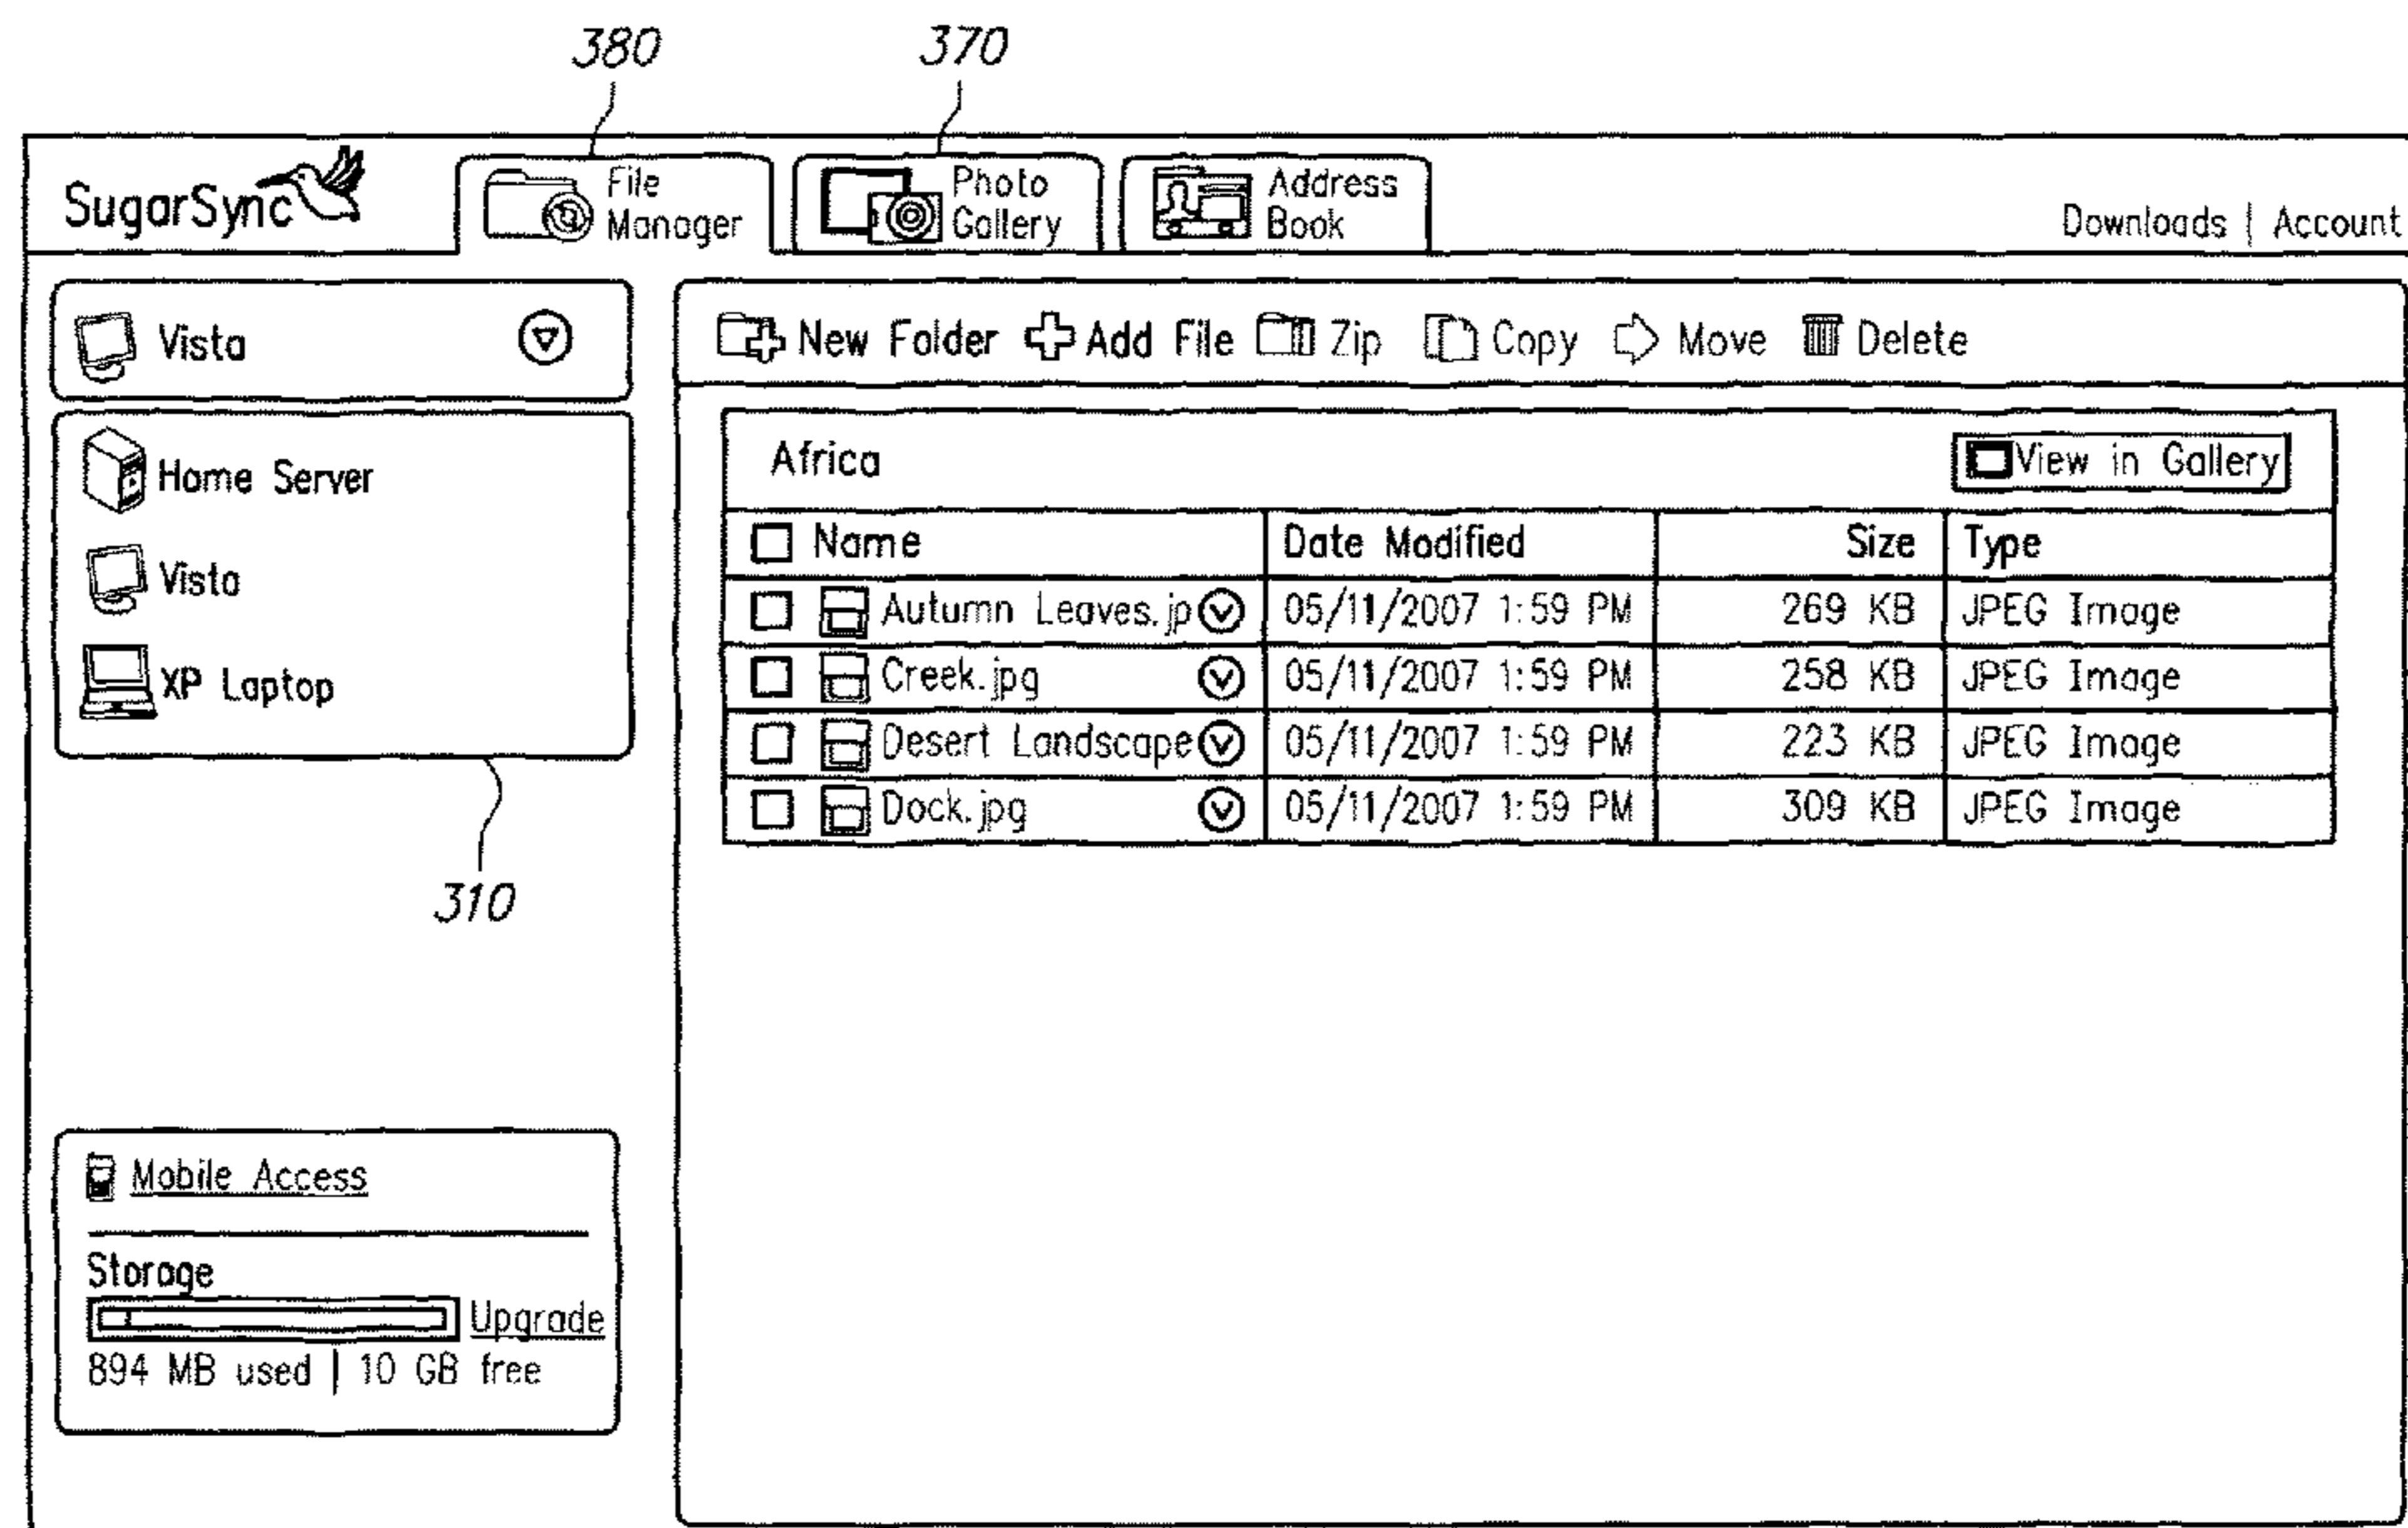 380 370
SugarSync
File Manager
Photo Gallery
Address Book
Downloads | Account
Vista
Home Server
Vista
XP Laptop
310
New Folder Add File Zip Copy Move Delete
Africa View in Gallery
Name Date Modified Size Type
Autumn Leaves.jp 05/11/2007 1:59 PM 269 KB JPEG Image
Creek.jpg 05/11/2007 1:59 PM 258 KB JPEG Image
Desert Landscape 05/11/2007 1:59 PM 223 KB JPEG Image
Dock.jpg 05/11/2007 1:59 PM 309 KB JPEG Image
Mobile Access
Storage
Upgrade
894 MB used | 10 GB free